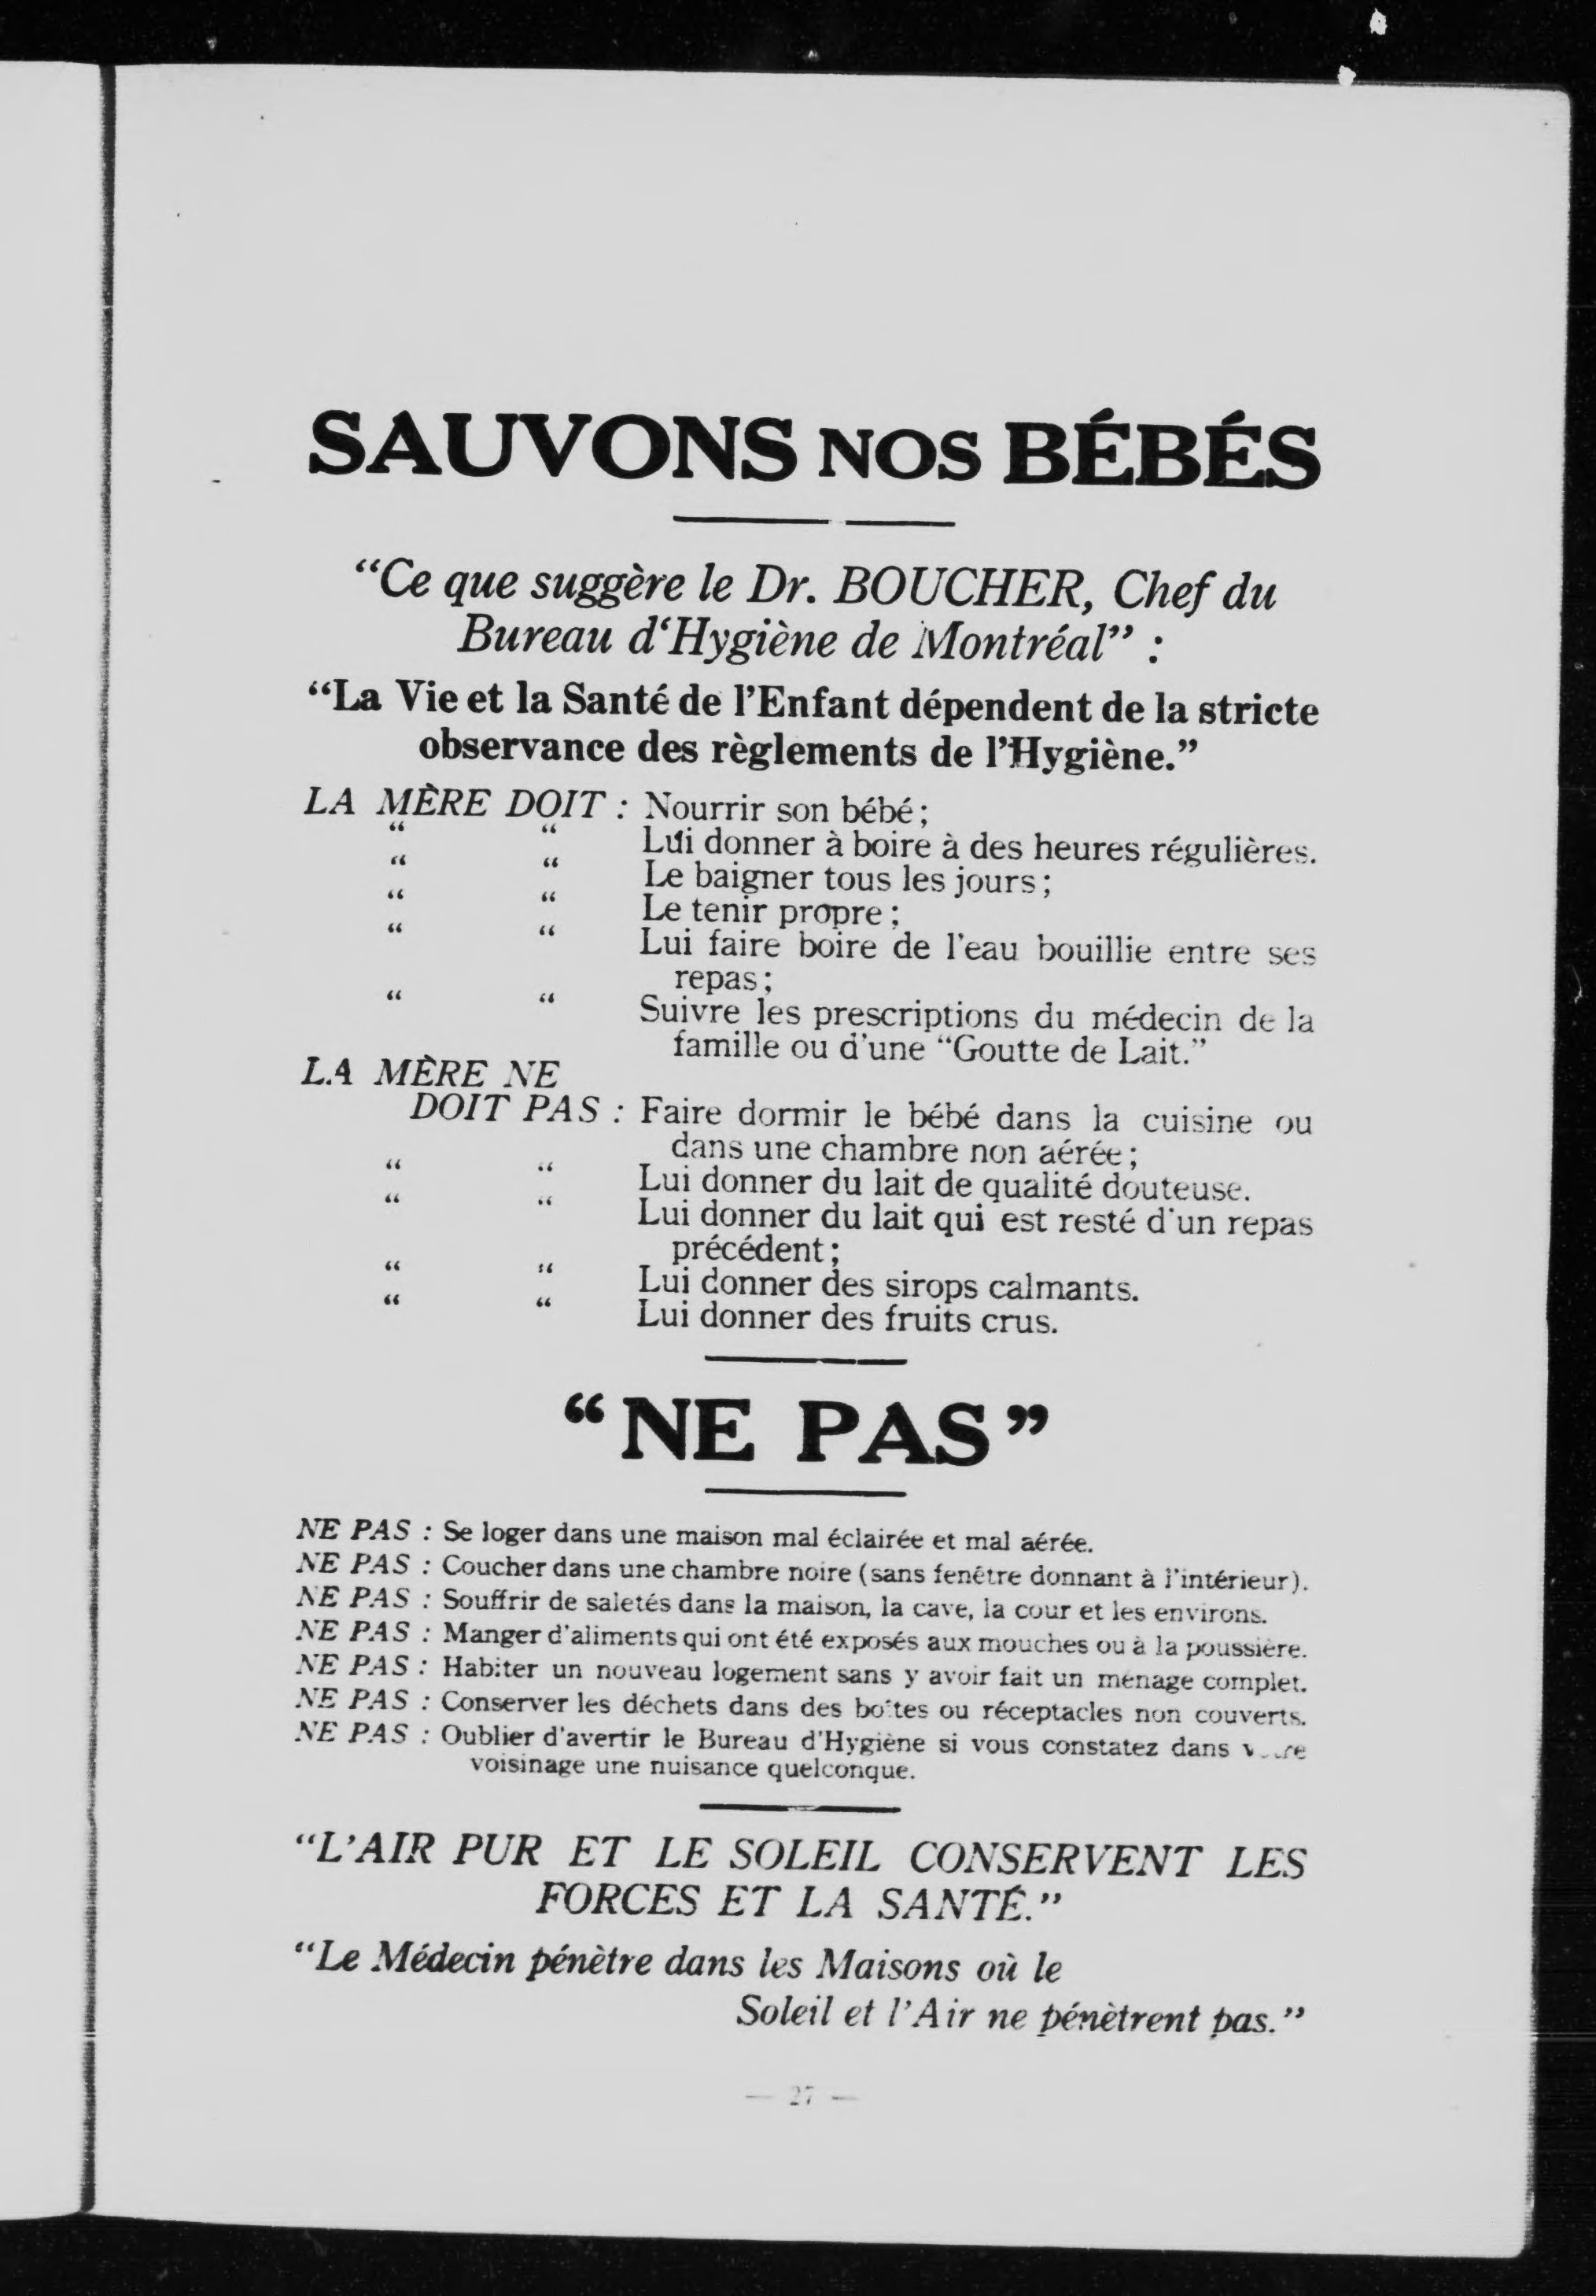 SAUVONS NOS BÉBÉS
“Ce que suggère le Dr. BOUCHER, Chef du
Bureau d‘Hygiène de Montréal” :
“La Vie et la Santé de l’Enfant dépendent de la stricte
observance des règlements de l’Hygiène.”
LA MÈRE DOIT : Nourrir son bébé ;
“ “ Lui donner à boire à des heures régulières.
“ “ Le baigner tous les jours ;
“ “ Le tenir propre ;
“ “ Lui faire boire de l’eau bouillie entre ses
repas ;
“ “ Suivre les prescriptions du médecin de la
famille ou d’une “Goutte de Lait.”
LA MÈRE NE
DOIT PAS : Faire dormir le bébé dans la cuisine ou
dans une chambre non aérée ;
“ “ Lui donner du lait de qualité douteuse.
“ “ Lui donner du lait qui est resté d’un repas
précédent ;
“ “ Lui donner des sirops calmants.
“ “ Lui donner des fruits crus.
“NE PAS”
NE PAS : Se loger dans une maison mal éclairée et mal aérée.
NE PAS : Coucher dans une chambre noire (sans fenêtre donnant à l’intérieur).
NE PAS : Souffrir de saletés dans la maison, la cave, la cour et les environs.
NE PAS : Manger d’aliments qui ont été exposés aux mouches ou à la poussière.
NE PAS : Habiter un nouveau logement sans y avoir fait un ménage complet.
NE PAS : Conserver les déchets dans des boîtes ou réceptacles non couverts.
NE PAS : Oublier d’avertir le Bureau d’Hygiène si vous constatez dans
voisinage une nuisance quelconque.
“L’AIR PUR ET LE SOLEIL CONSERVENT LES
FORCES ET LA SANTÉ.”
“Le Médecin pénètre dans les Maisons où le
Soleil et l’Air ne pénètrent pas.”
— 27 —